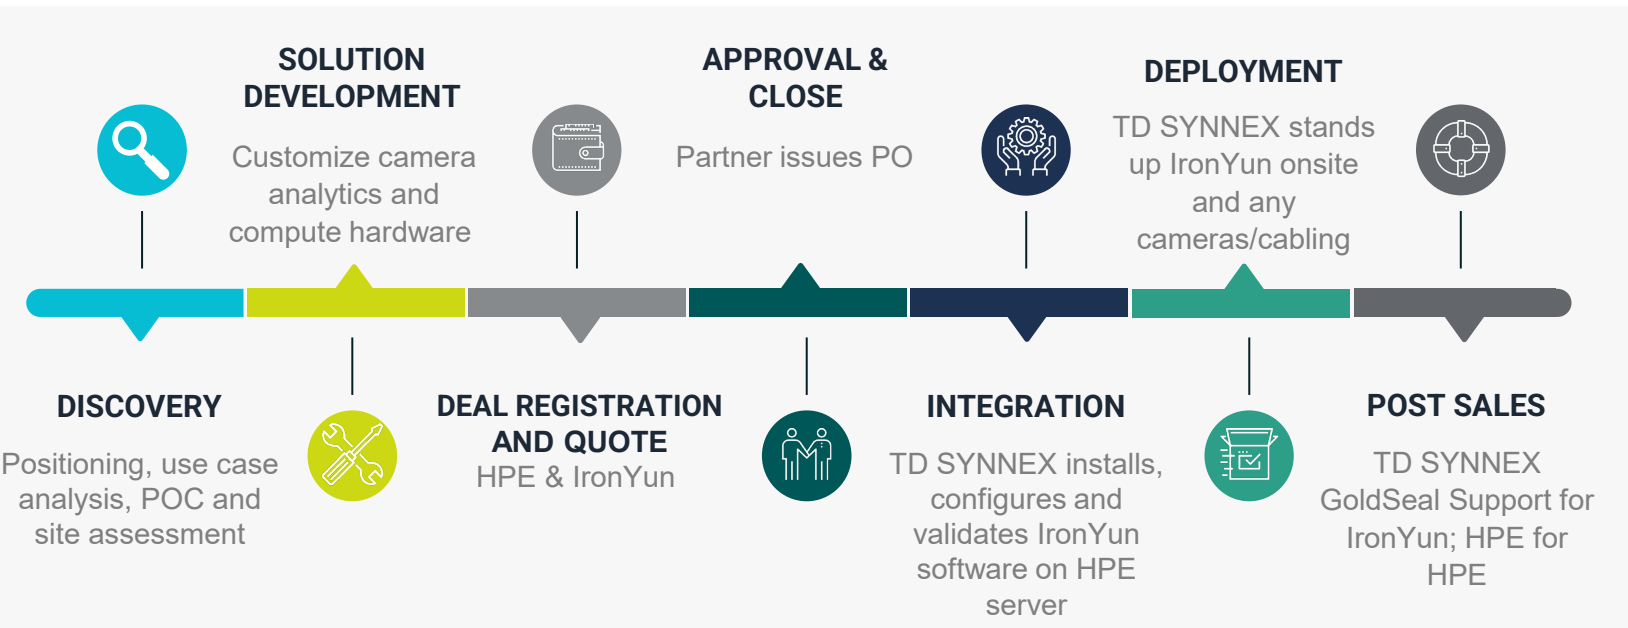 DISCOVERY
Positioning, use case
analysis, POC and
site assessment
SOLUTION
DEVELOPMENT
Customize camera
analytics and
compute hardware
DEAL REGISTRATION
AND QUOTE
HPE & IronYun
APPROVAL &
CLOSE
Partner issues PO
INTEGRATION
TD SYNNEX installs,
configures and
validates IronYun
software on HPE
server
DEPLOYMENT
TD SYNNEX stands
up IronYun onsite
and any
cameras/cabling
POST SALES
TD SYNNEX
GoldSeal Support for
IronYun; HPE for
HPE